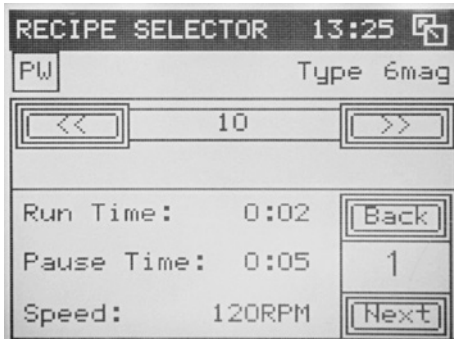 RECIPE SELECTOR 13:25
PW Type 6mag
<< 10 >>
Run Time: 0:02 Back
Pause Time: 0:05 1
Speed: 120RPM Next